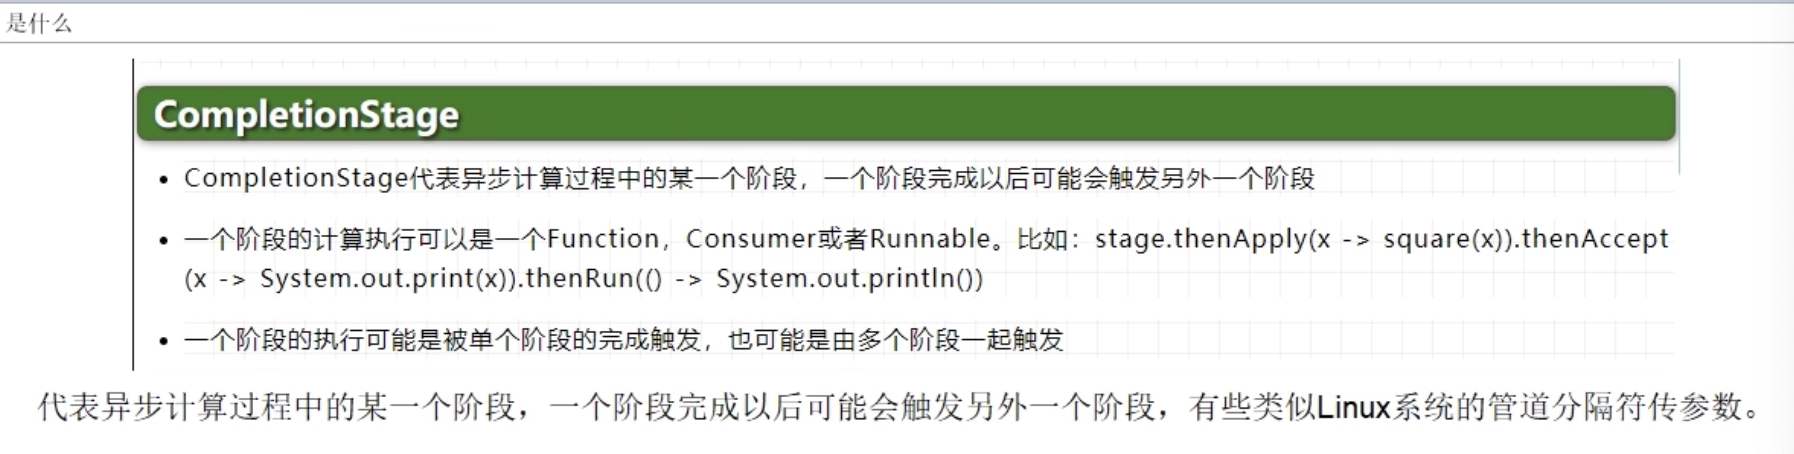 是什么
CompletionStage
• CompletionStage代表异步计算过程中的某一个阶段，一个阶段完成以后可能会触发另外一个阶段
• 一个阶段的计算执行可以是一个Function，Consumer或者Runnable。比如：stage.thenApply(x -> square(x)).thenAccept
(x -> System.out.print(x)).thenRun(() -> System.out.println())
• 一个阶段的执行可能是被单个阶段的完成触发，也可能是由多个阶段一起触发
代表异步计算过程中的某一个阶段，一个阶段完成以后可能会触发另外一个阶段，有些类似Linux系统的管道分隔符传参数。